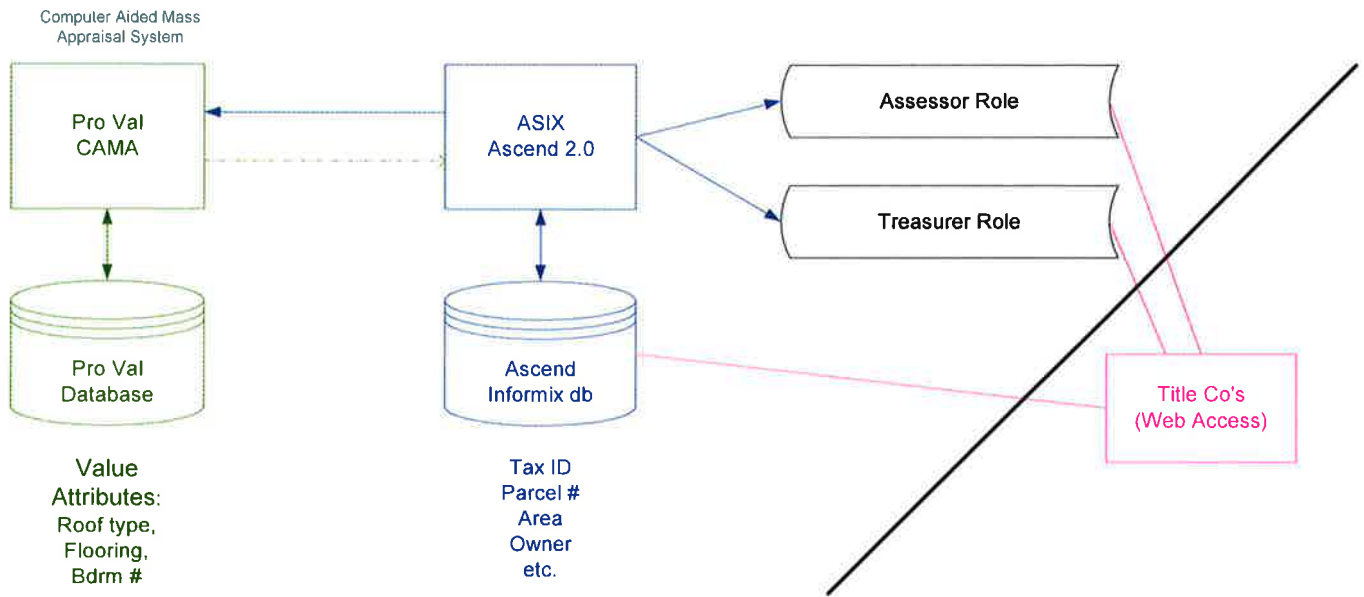 Computer Aided Mass
Appraisal System
Pro Val
CAMA
ASIX
Ascend 2.0
Assessor Role
Treasurer Role
Pro Val
Database
Ascend
Informix db
Title Co's
(Web Access)
Value
Attributes:
Roof type,
Flooring,
Bdrm #
Tax ID
Parcel #
Area
Owner
etc.